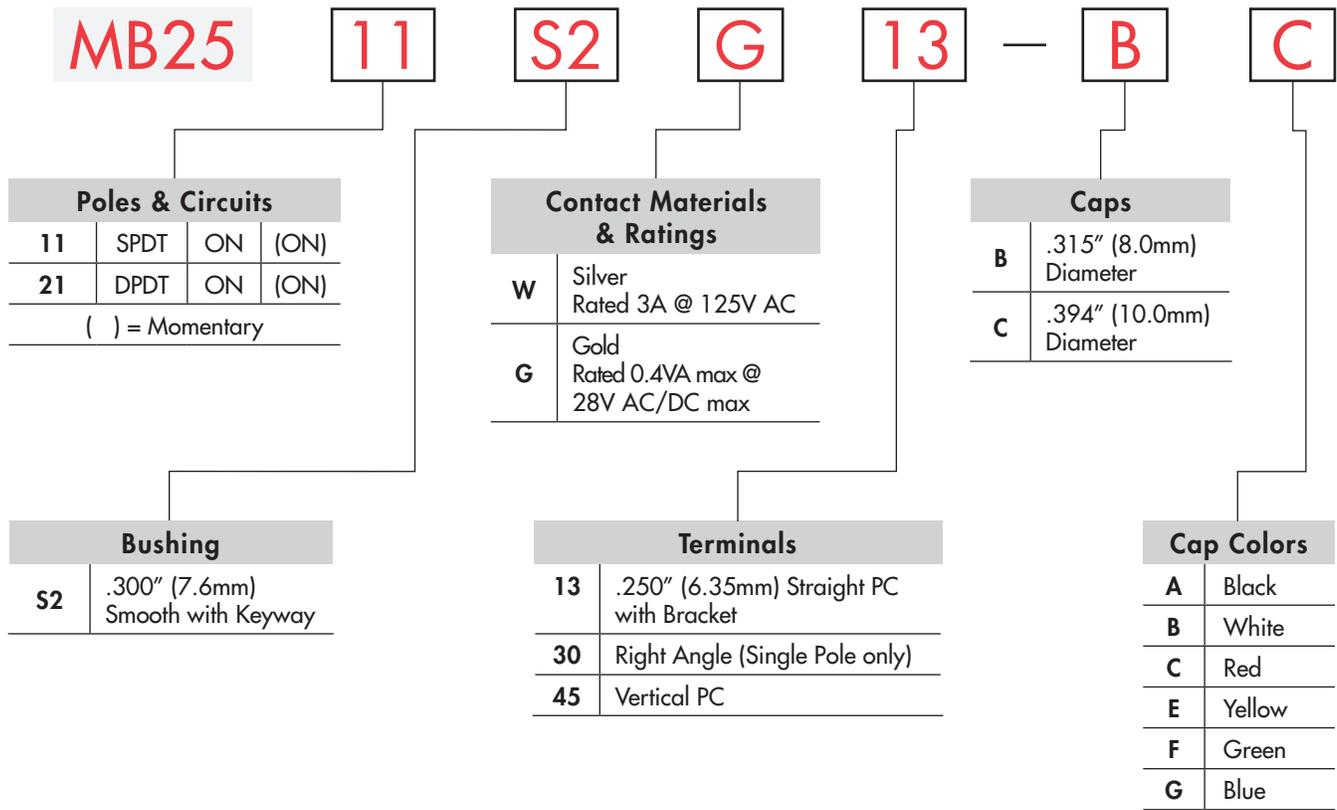 MB25 11 S2 G 13 — B C
Poles & Circuits
11 SPDT ON (ON)
21 DPDT ON (ON)
( ) = Momentary
Contact Materials
& Ratings
W Silver
Rated 3A @ 125V AC
G Gold
Rated 0.4VA max @
28V AC/DC max
Caps
B .315″ (8.0mm)
Diameter
C .394″ (10.0mm)
Diameter
Bushing
S2 .300″ (7.6mm)
Smooth with Keyway
Terminals
13 .250″ (6.35mm) Straight PC
with Bracket
30 Right Angle (Single Pole only)
45 Vertical PC
Cap Colors
A Black
B White
C Red
E Yellow
F Green
G Blue